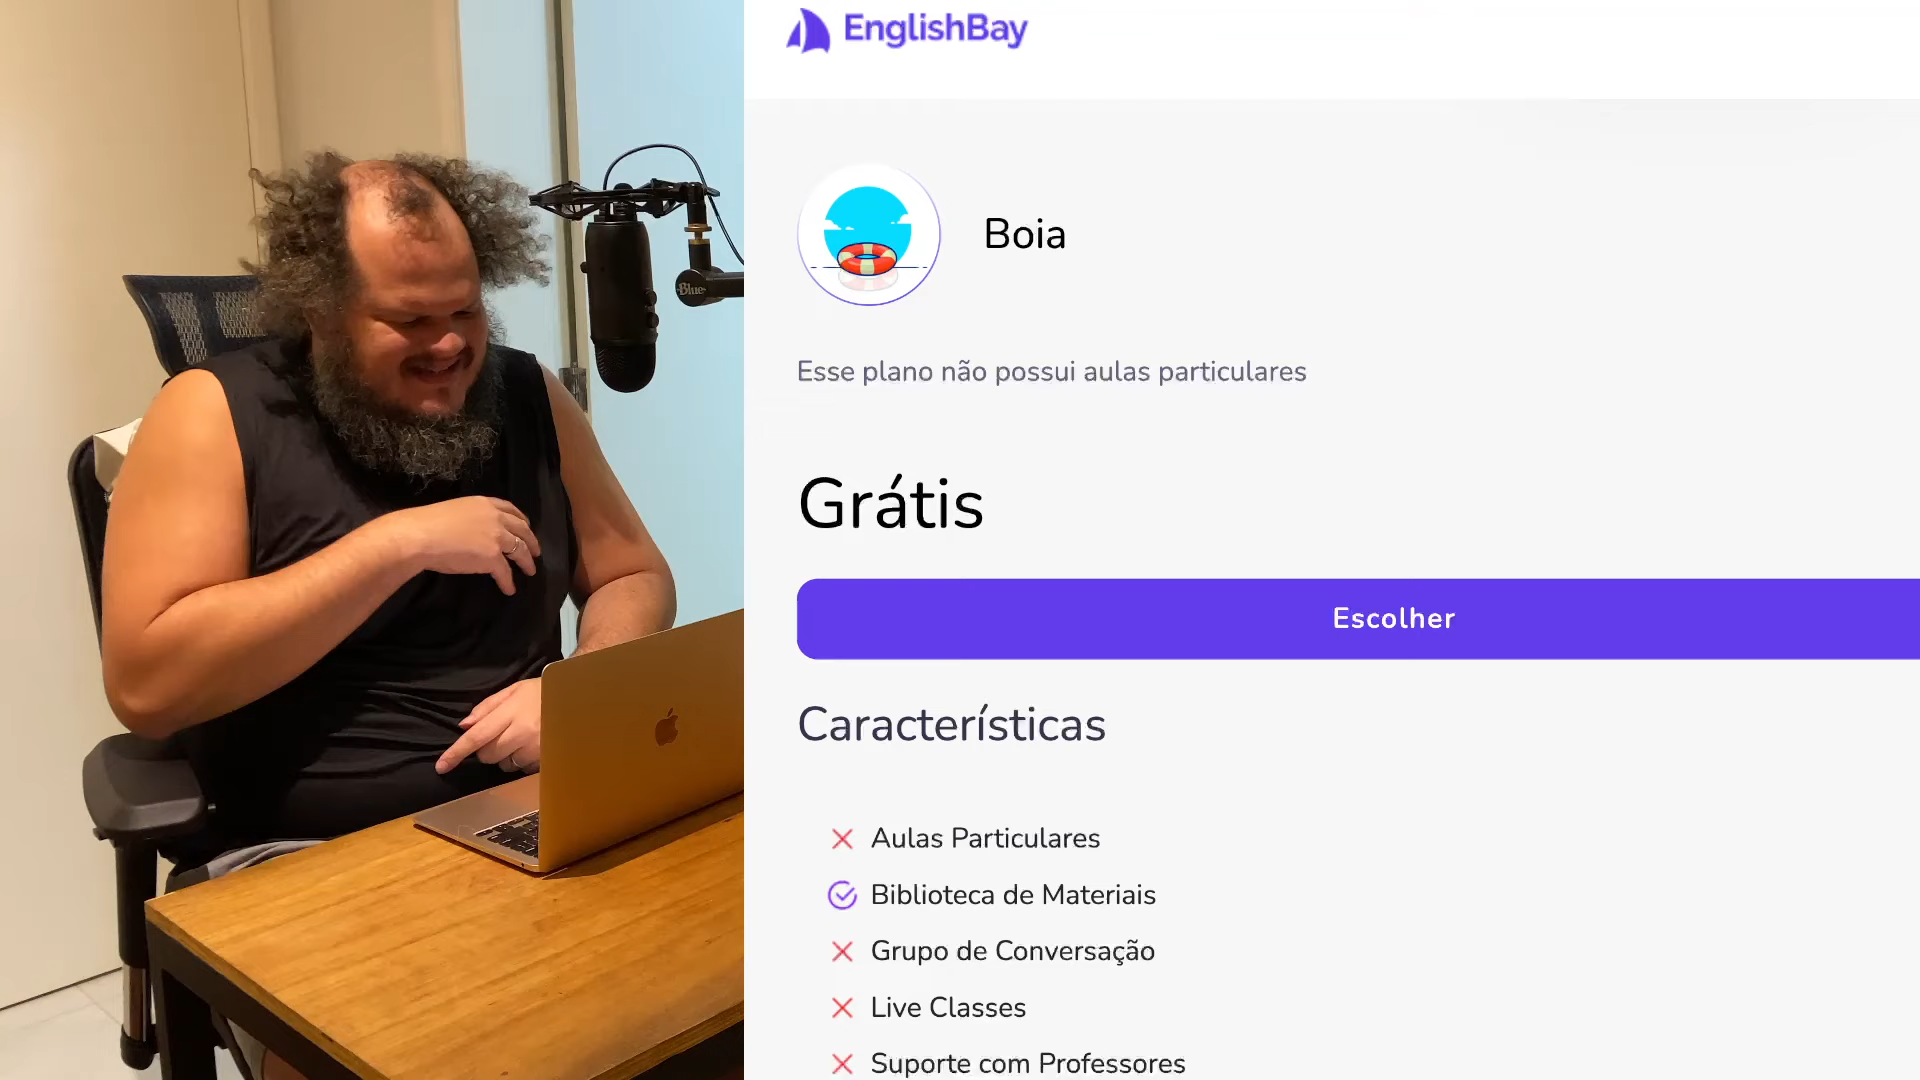 EnglishBay
Boia
Esse plano não possui aulas particulares
Grátis
Escolher
Características
Aulas Particulares
Biblioteca de Materiais
Grupo de Conversação
Live Classes
Suporte com Professores
Blue